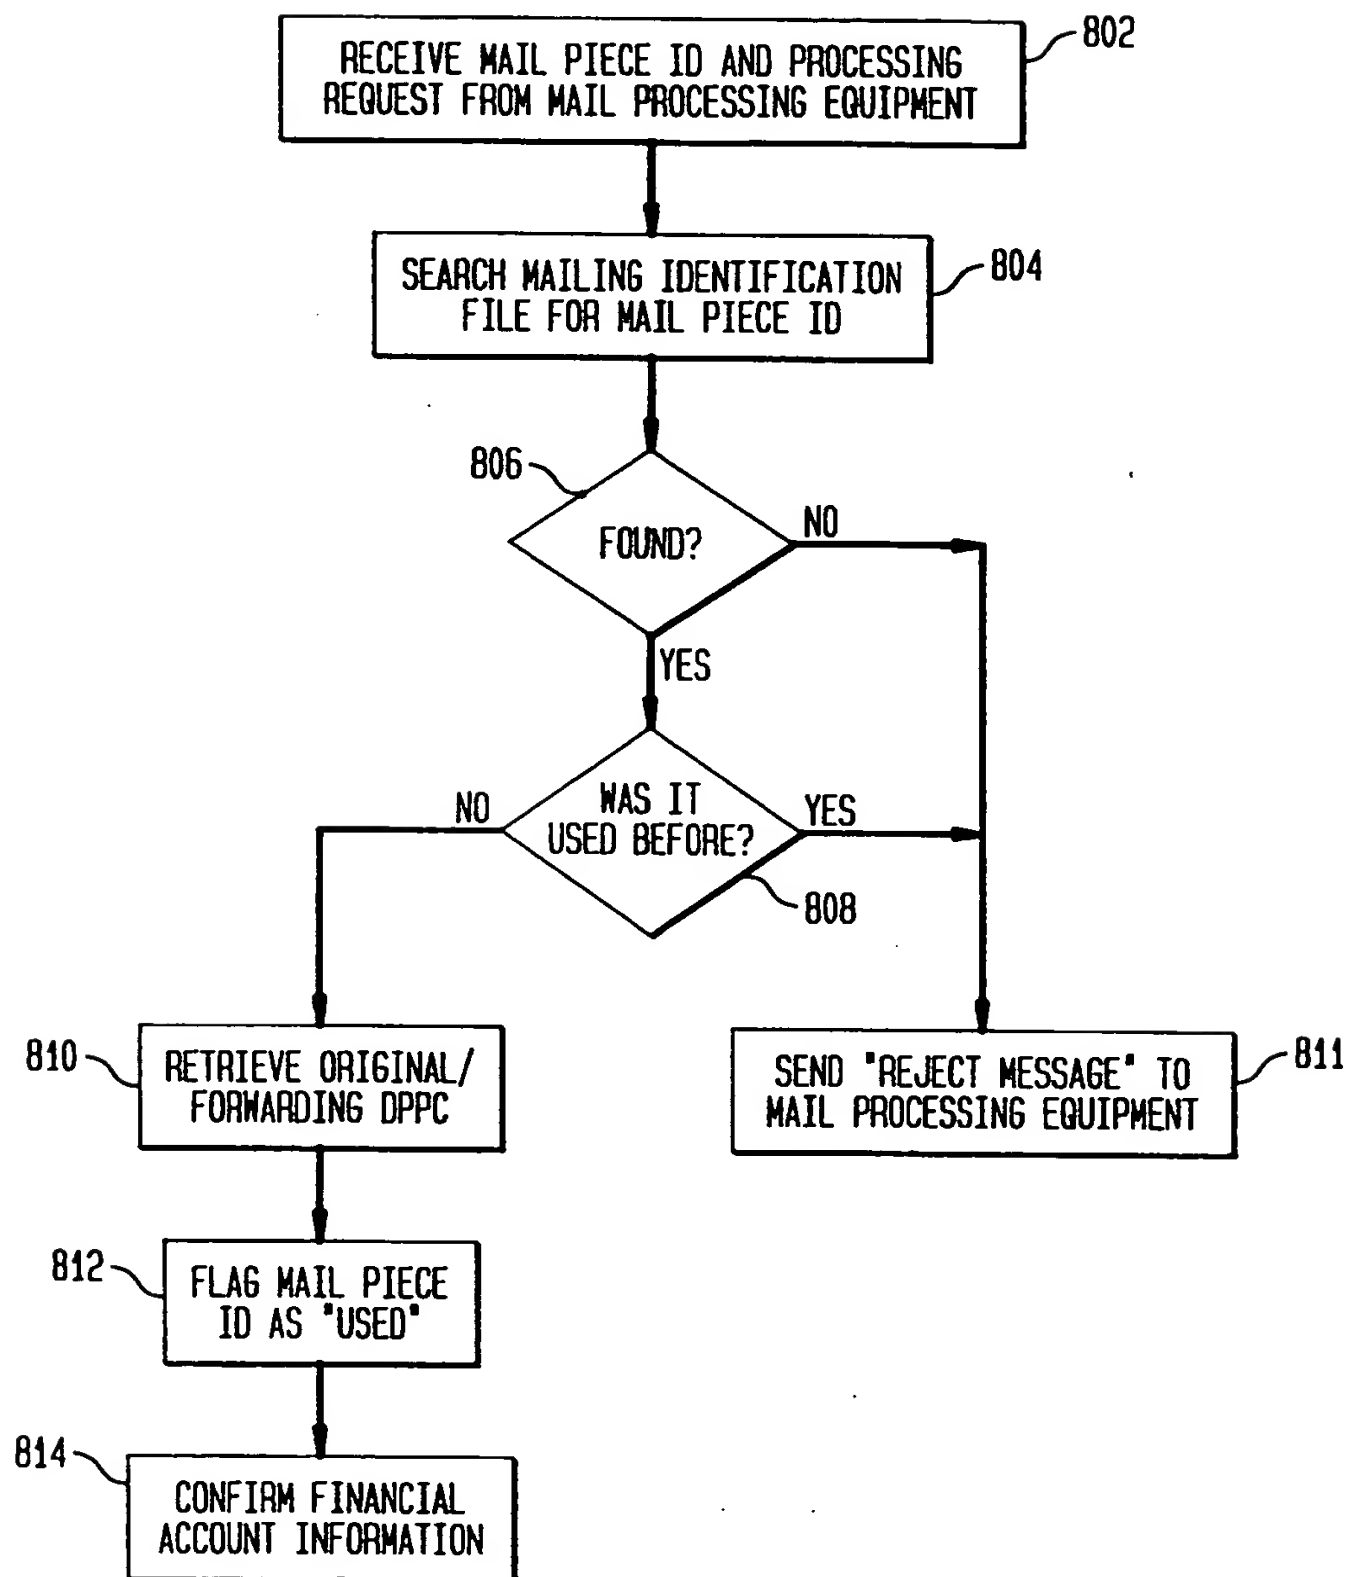 802
RECEIVE MAIL PIECE ID AND PROCESSING
REQUEST FROM MAIL PROCESSING EQUIPMENT
804
SEARCH MAILING IDENTIFICATION
FILE FOR MAIL PIECE ID
806
FOUND?
NO
YES
WAS IT
USED BEFORE?
NO
YES
808
810
RETRIEVE ORIGINAL/
FORWARDING DPPC
811
SEND "REJECT MESSAGE" TO
MAIL PROCESSING EQUIPMENT
812
FLAG MAIL PIECE
ID AS "USED"
814
CONFIRM FINANCIAL
ACCOUNT INFORMATION